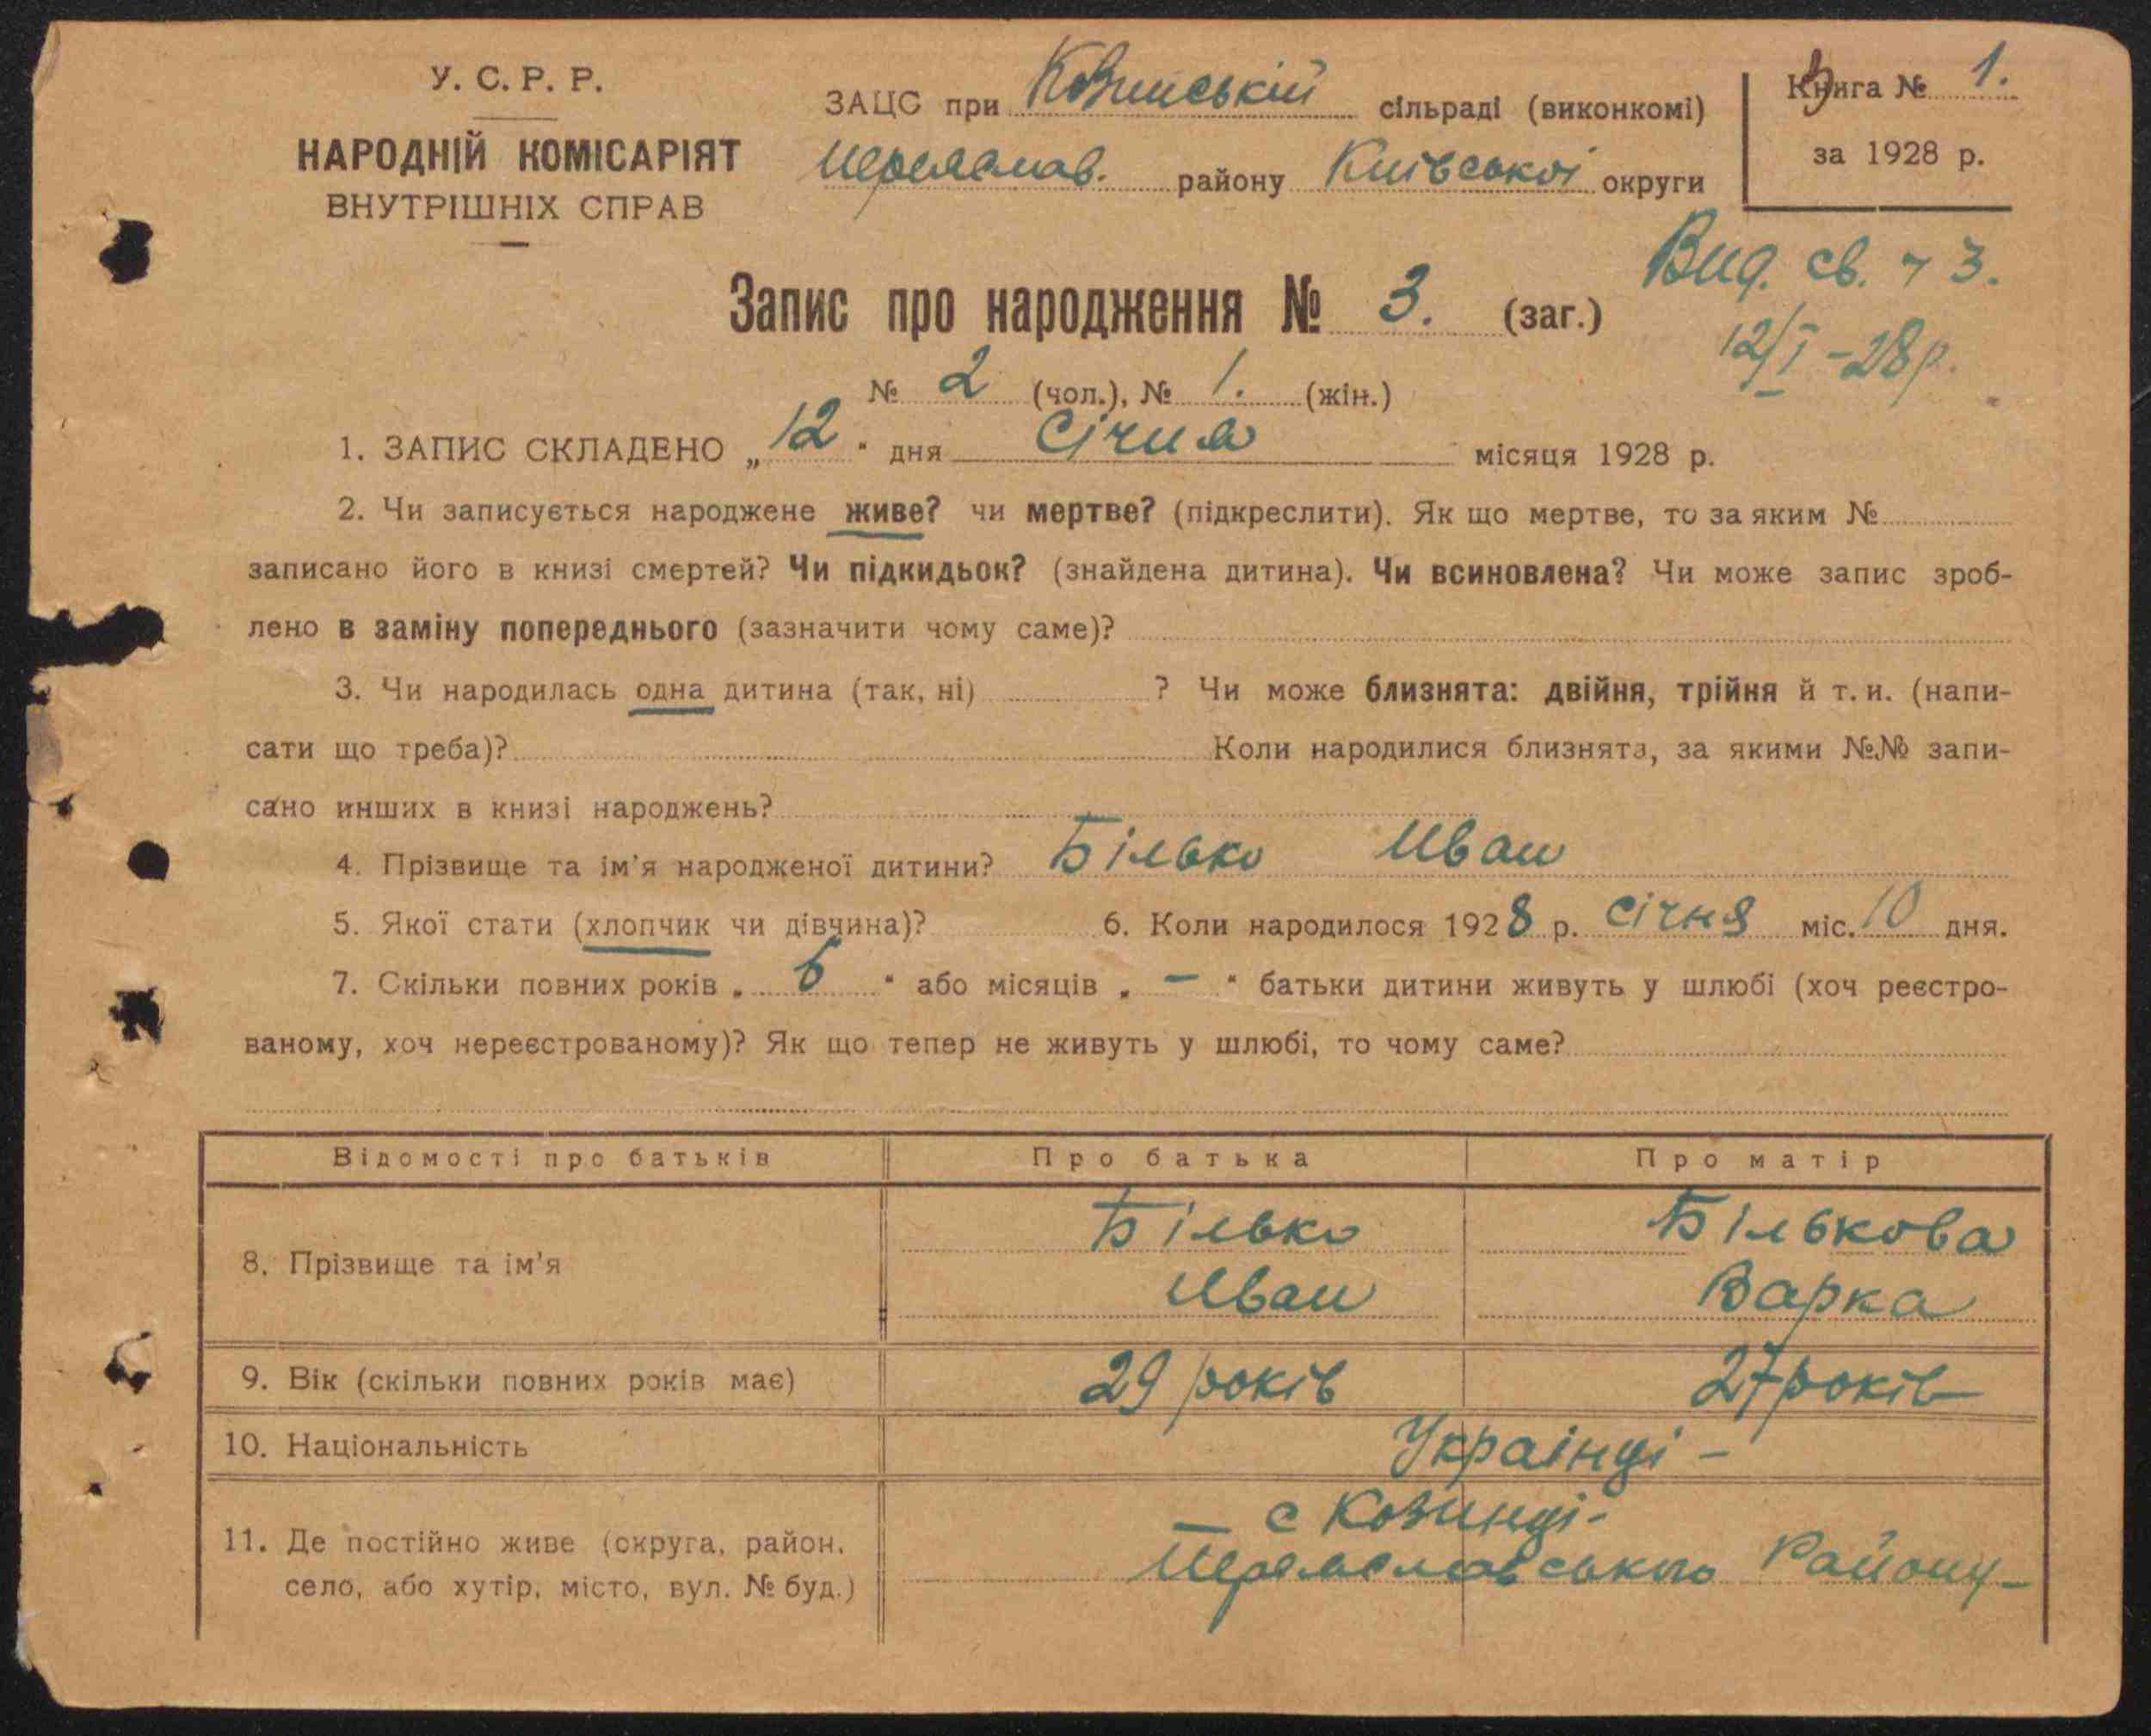 У. С. Р. Р.
НАРОДНІЙ КОМІСАРІЯТ
ВНУТРІШНІХ СПРАВ
ЗАЦС при Козинській сільраді (виконкомі)
Переяслав. району Київської округи
Книга № 1.
за 1928 р.
Вид. св. ч 3.
12/I-28р.
Запис про народження № 3. (заг.)
№ 2 (чол.), № 1. (жін.)
1. ЗАПИС СКЛАДЕНО „12“ дня Січня місяця 1928 р.
2. Чи записується народжене живе? чи мертве? (підкреслити). Як що мертве, то за яким №
записано його в книзі смертей? Чи підкидьок? (знайдена дитина). Чи всиновлена? Чи може запис зроб-
лено в заміну попереднього (зазначити чому саме)?
3. Чи народилась одна дитина (так, ні) ? Чи може близнята: двійня, трійня й т. и. (напи-
сати що треба)? Коли народилися близнята, за якими №№ запи-
сано инших в книзі народжень?
4. Прізвище та ім'я народженої дитини? Білько Иван
5. Якої стати (хлопчик чи дівчина)? 6. Коли народилося 1928 р. Січня міс. 10 дня.
7. Скільки повних років „ 6 “ або місяців „ – “ батьки дитини живуть у шлюбі (хоч реєстро-
ваному, хоч нереєстрованому)? Як що тепер не живуть у шлюбі, то чому саме?
Відомості про батьків Про батька Про матір
8. Прізвище та ім'я
Білько Бількова
Иван Варка
9. Вік (скільки повних років має) 29 років 27 років
10. Національність Украінці –
11. Де постійно живе (округа, район,
село, або хутір, місто, вул. № буд.)
– с Козинці-
Переяславського Району –